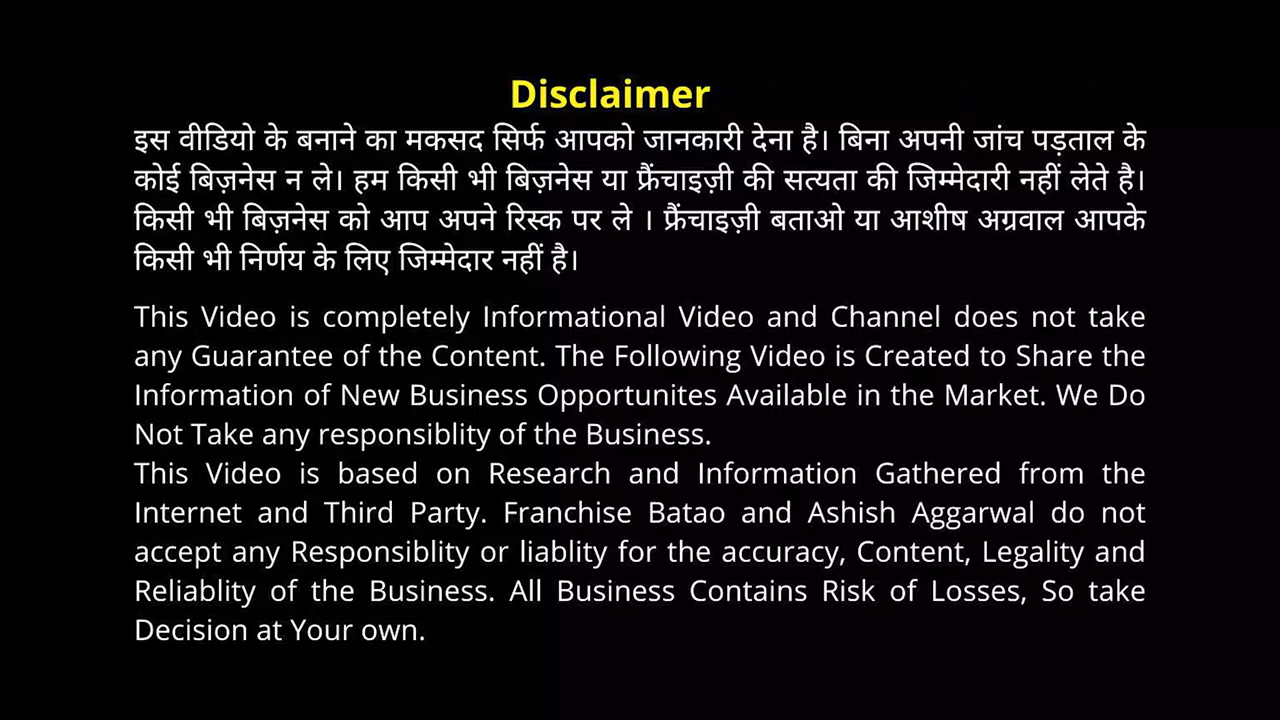 Disclaimer
इस वीडियो के बनाने का मकसद सिर्फ आपको जानकारी देना है। बिना अपनी जांच पड़ताल के
कोई बिज़नेस न ले। हम किसी भी बिज़नेस या फ्रैंचाइज़ी की सत्यता की जिम्मेदारी नहीं लेते है।
किसी भी बिज़नेस को आप अपने रिस्क पर ले । फ्रैंचाइज़ी बताओ या आशीष अग्रवाल आपके
किसी भी निर्णय के लिए जिम्मेदार नहीं है।
This Video is completely Informational Video and Channel does not take
any Guarantee of the Content. The Following Video is Created to Share the
Information of New Business Opportunites Available in the Market. We Do
Not Take any responsiblity of the Business.
This Video is based on Research and Information Gathered from the
Internet and Third Party. Franchise Batao and Ashish Aggarwal do not
accept any Responsiblity or liablity for the accuracy, Content, Legality and
Reliablity of the Business. All Business Contains Risk of Losses, So take
Decision at Your own.